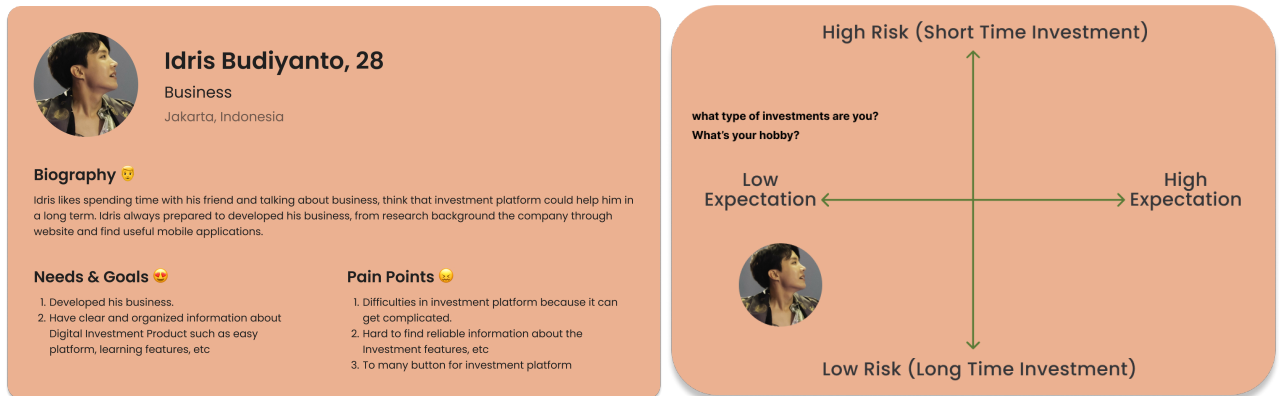 Idris Budiyanto, 28
Business
Jakarta, Indonesia
Biography
Idris likes spending time with his friend and talking about business, think that investment platform could help him in
a long term. Idris always prepared to developed his business, from research background the company through
website and find useful mobile applications.
Needs & Goals
1. Developed his business.
2. Have clear and organized information about
Digital Investment Product such as easy
platform, learning features, etc
Pain Points
1. Difficulties in investment platform because it can
get complicated.
2. Hard to find reliable information about the
Investment features, etc
3. To many button for investment platform
High Risk (Short Time Investment)
what type of investments are you?
What's your hobby?
Low
Expectation
High
Expectation
Low Risk (Long Time Investment)